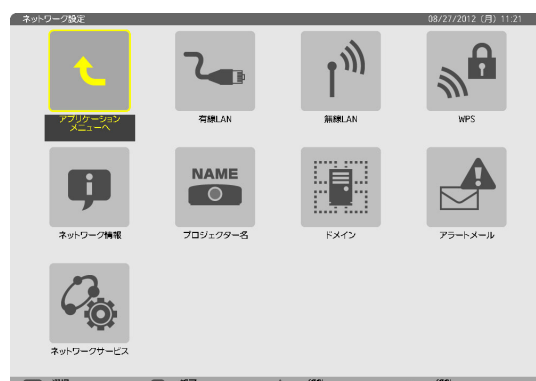 ネットワーク設定
08/27/2012 (月) 11:21
アプリケーション
メニューへ
有線LAN
無線LAN
WPS
ネットワーク情報
NAME
プロジェクター名
ドメイン
アラートメール
ネットワークサービス